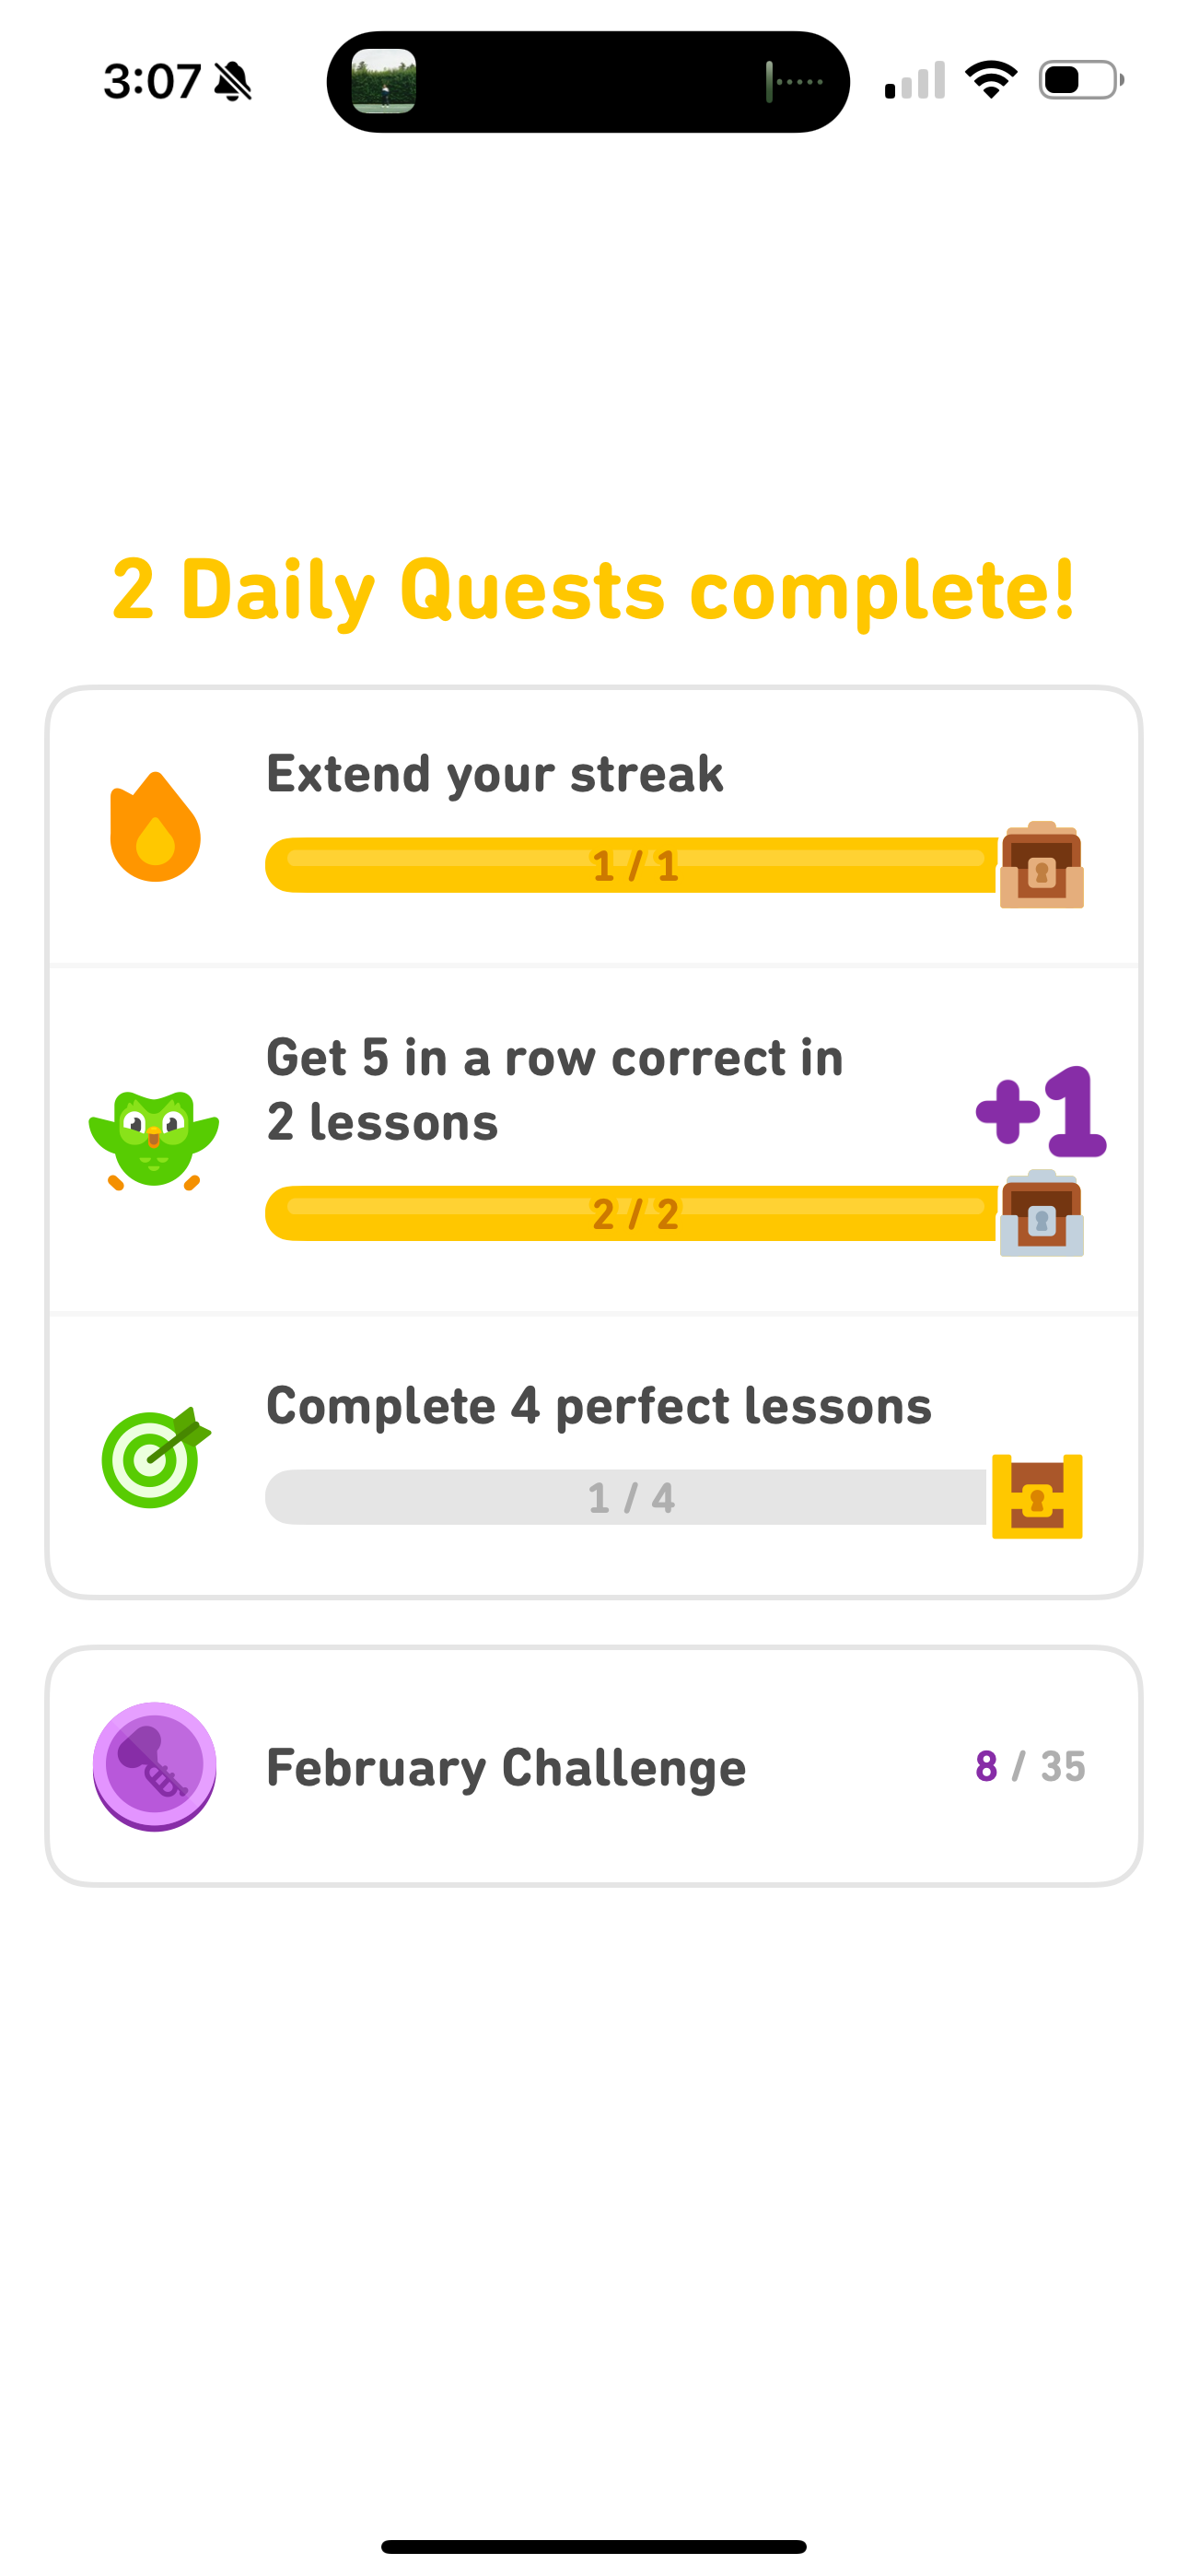 3:07
2 Daily Quests complete!
Extend your streak
1 / 1
Get 5 in a row correct in
2 lessons
+1
2 / 2
Complete 4 perfect lessons
1 / 4
February Challenge
8 / 35